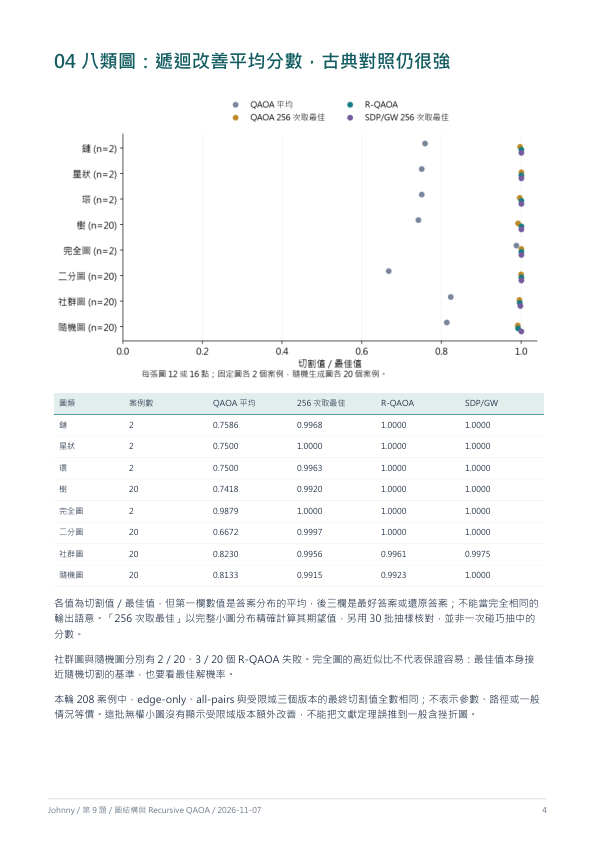 04 八類圖：遞迴改善平均分數，古典對照仍很強
QAOA 平均
R-QAOA
QAOA 256 次取最佳
SDP/GW 256 次取最佳
鏈 (n=2)
星狀 (n=2)
環 (n=2)
樹 (n=20)
完全圖 (n=2)
二分圖 (n=20)
社群圖 (n=20)
隨機圖 (n=20)
0.0 0.2 0.4 0.6 0.8 1.0
切割值 / 最佳值
每張圖 12 或 16 點；固定圖各 2 個案例，隨機生成圖各 20 個案例。
圖類 案例數 QAOA 平均 256 次取最佳 R-QAOA SDP/GW
鏈 2 0.7586 0.9968 1.0000 1.0000
星狀 2 0.7500 1.0000 1.0000 1.0000
環 2 0.7500 0.9963 1.0000 1.0000
樹 20 0.7418 0.9920 1.0000 1.0000
完全圖 2 0.9879 1.0000 1.0000 1.0000
二分圖 20 0.6672 0.9997 1.0000 1.0000
社群圖 20 0.8230 0.9956 0.9961 0.9975
隨機圖 20 0.8133 0.9915 0.9923 1.0000
各值為切割值 / 最佳值，但第一欄數值是答案分布的平均，後三欄是最好答案或還原答案；不能當完全相同的
輸出語意。「256 次取最佳」以完整小圖分布精確計算其期望值，另用 30 批抽樣核對，並非一次碰巧抽中的
分數。
社群圖與隨機圖分別有 2 / 20、3 / 20 個 R-QAOA 失敗。完全圖的高近似比不代表保證容易：最佳值本身接
近隨機切割的基準，也要看最佳解機率。
本輪 208 案例中，edge-only、all-pairs 與受限域三個版本的最終切割值全數相同；不表示參數、路徑或一般
情況等價。這批無權小圖沒有顯示受限域版本額外改善，不能把文獻定理誤推到一般含挫折圖。
Johnny / 第 9 題 / 圖結構與 Recursive QAOA / 2026-11-07
4